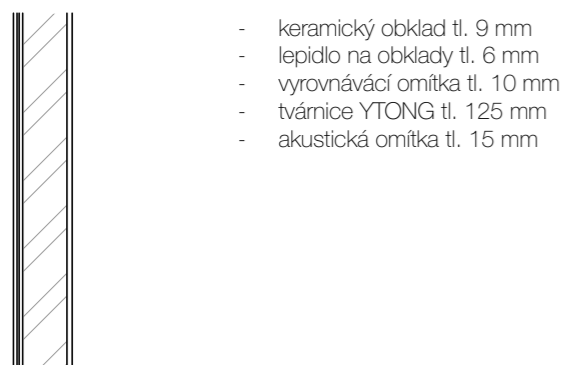 - keramický obklad tl. 9 mm
- lepidlo na obklady tl. 6 mm
- vyrovnávácí omítka tl. 10 mm
- tvárnice YTONG tl. 125 mm
- akustická omítka tl. 15 mm